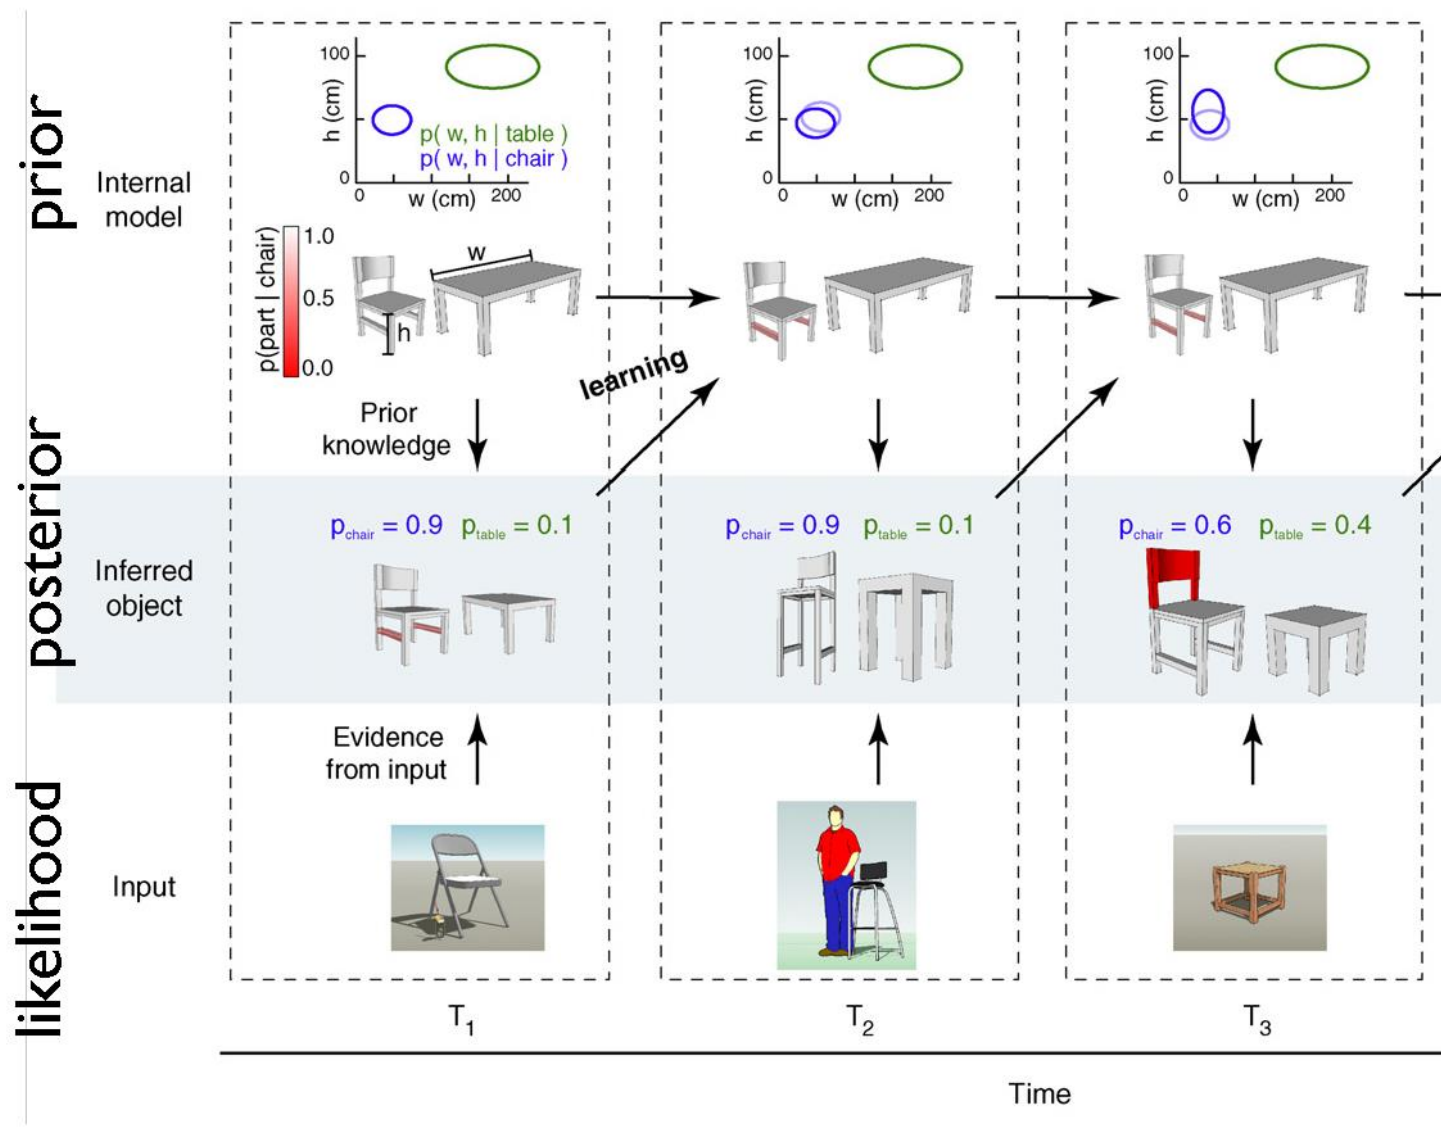 prior
Internal
model
100
h (cm)
0
0
w (cm)
200
p( w, h | table )
p( w, h | chair )
p(part | chair)
1.0
0.5
0.0
w
h
100
h (cm)
0
0
w (cm)
200
100
h (cm)
0
0
w (cm)
200
learning
Prior
knowledge
posterior
Inferred
object
pchair = 0.9 ptable = 0.1
pchair = 0.9 ptable = 0.1
pchair = 0.6 ptable = 0.4
Evidence
from input
likelihood
Input
T1
T2
T3
Time